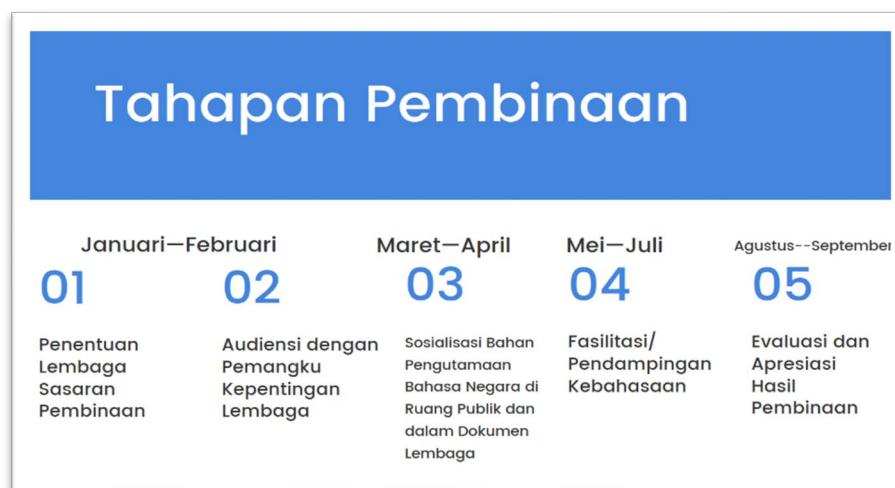 Tahapan Pembinaan
Januari—Februari
01
Penentuan
Lembaga
Sasaran
Pembinaan
02
Audiensi dengan
Pemangku
Kepentingan
Lembaga
Maret—April
03
Sosialisasi Bahan
Pengutamaan
Bahasa Negara di
Ruang Publik dan
dalam Dokumen
Lembaga
Mei—Juli
04
Fasilitasi/
Pendampingan
Kebahasaan
Agustus--September
05
Evaluasi dan
Apresiasi
Hasil
Pembinaan